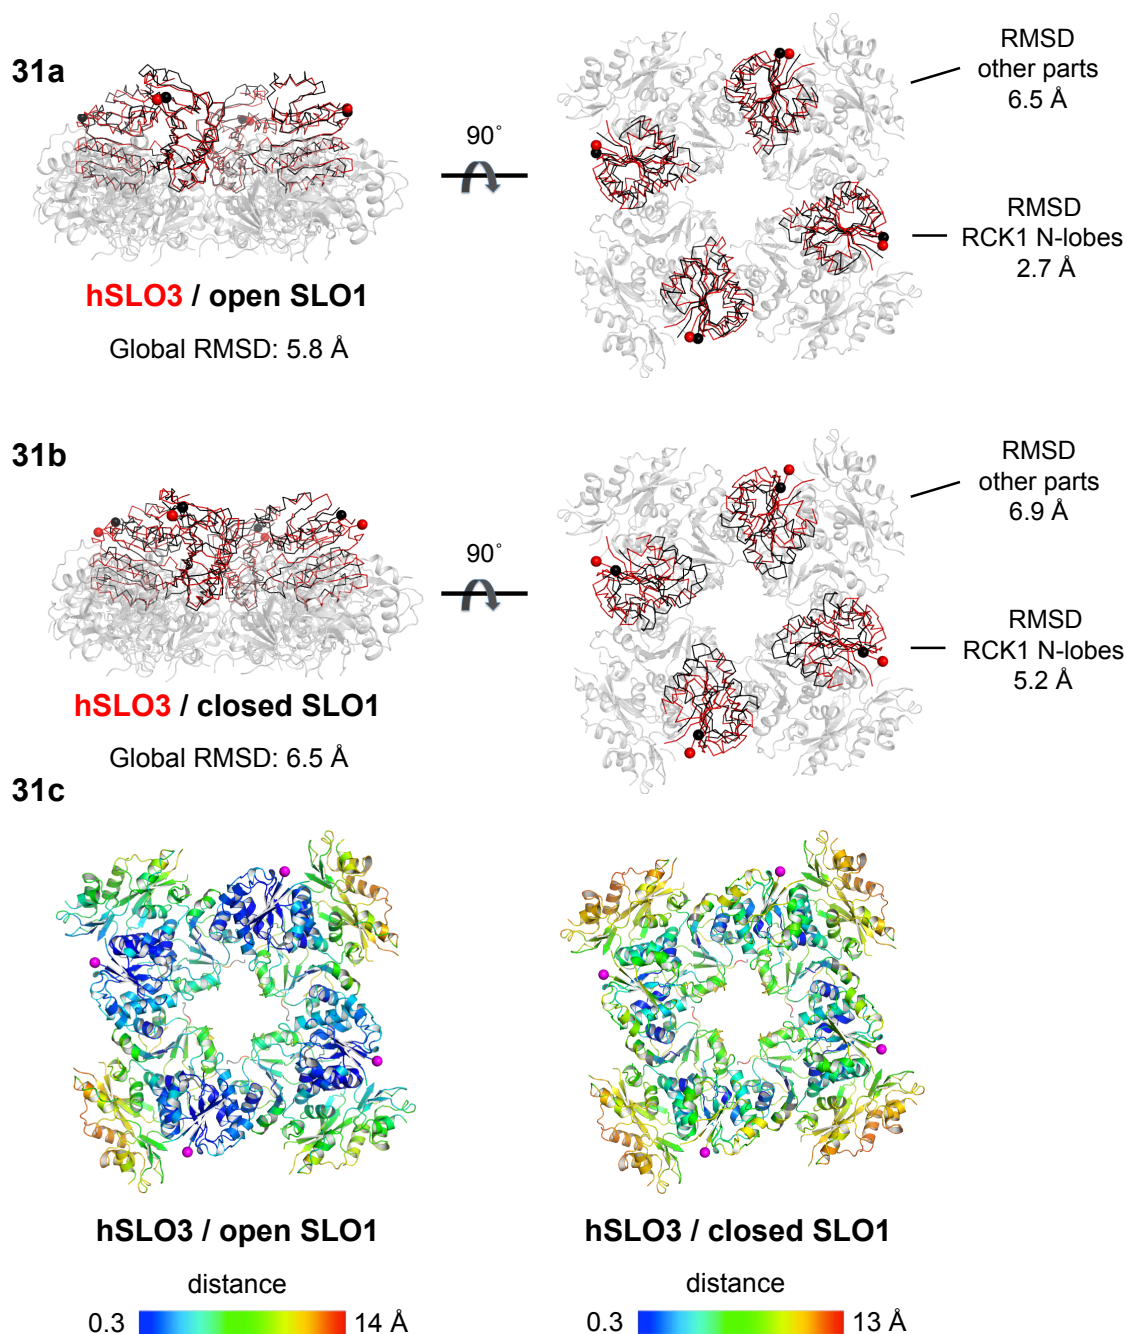 31a
RMSD
other parts
6.5 Å
90°
RMSD
RCK1 N-lobes
2.7 Å
hSLO3 / open SLO1
Global RMSD: 5.8 Å
31b
RMSD
other parts
6.9 Å
90°
RMSD
RCK1 N-lobes
5.2 Å
hSLO3 / closed SLO1
Global RMSD: 6.5 Å
31c
hSLO3 / open SLO1
distance
0.3 14 Å
hSLO3 / closed SLO1
distance
0.3 13 Å